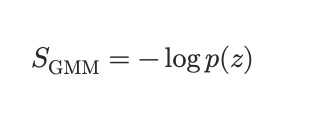 S_GMM = − log p(z)